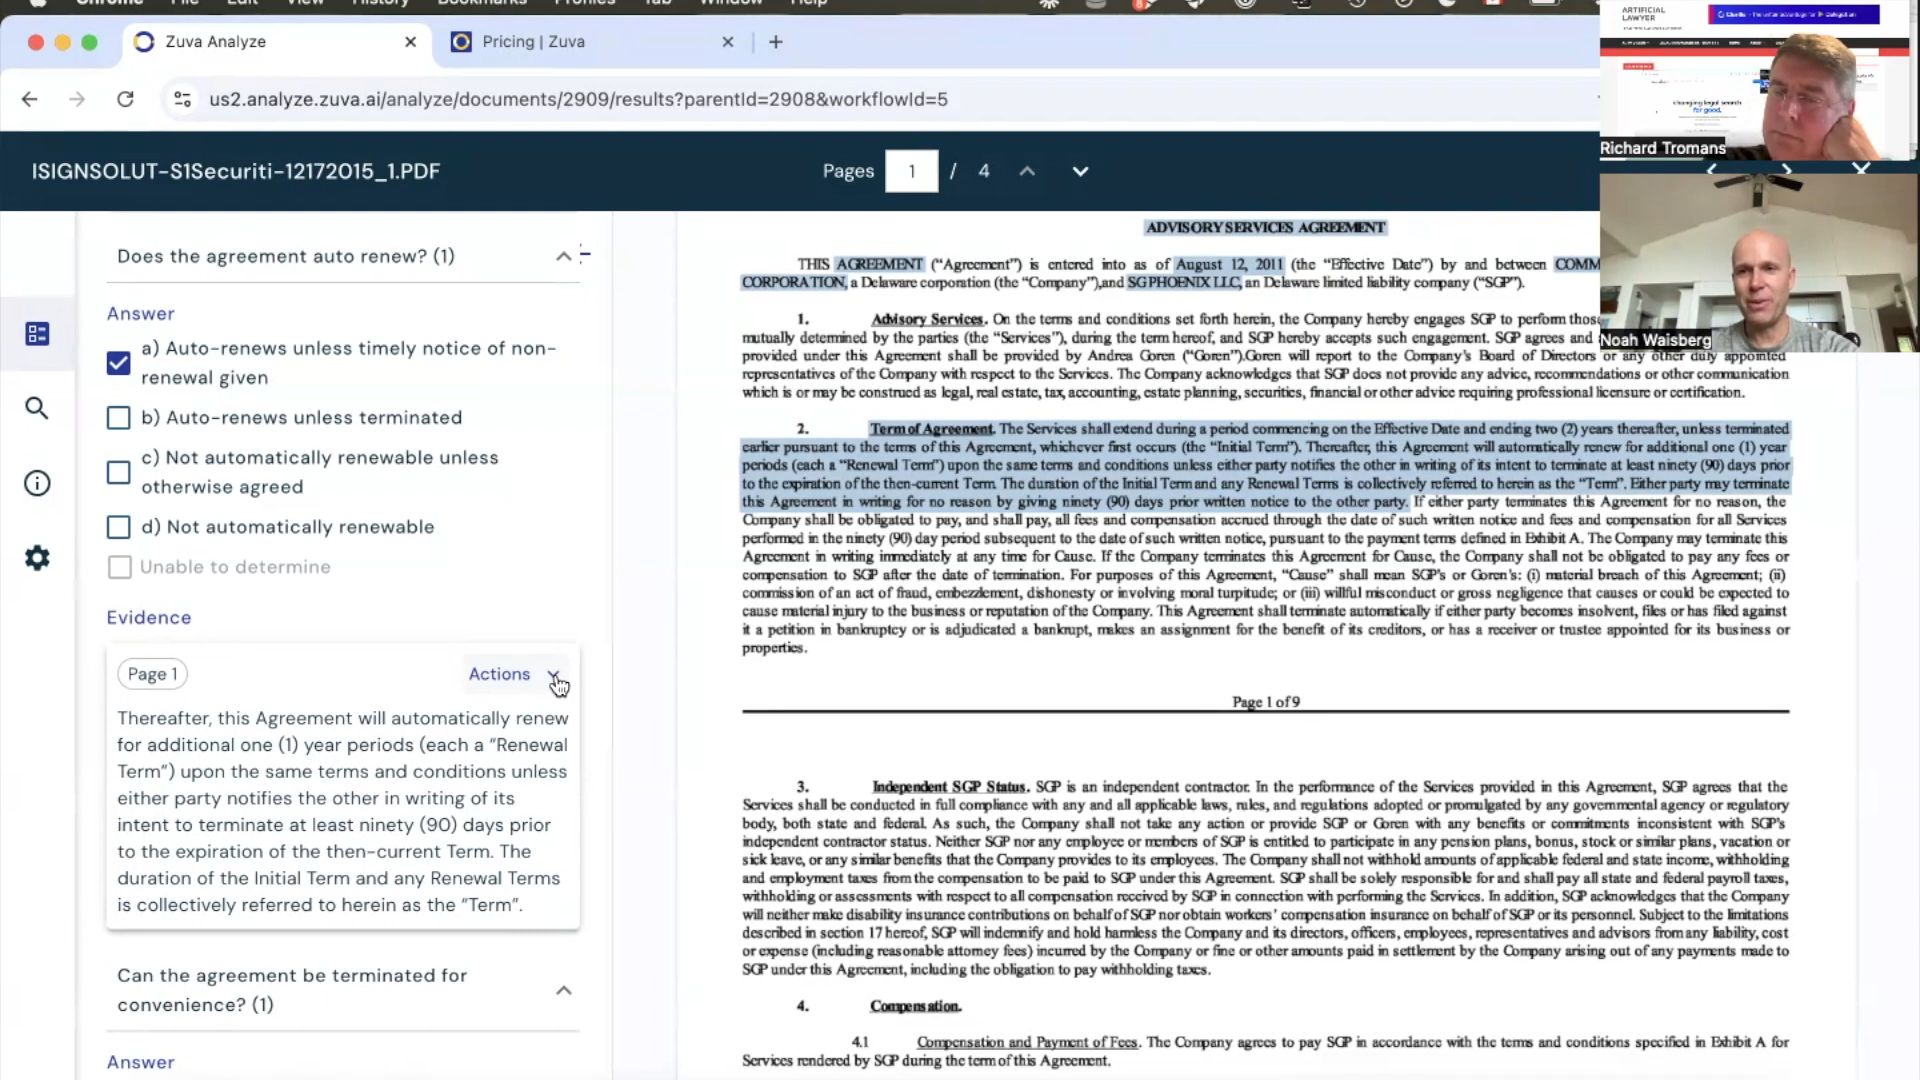 Chrome File Edit View History Bookmarks Profiles Tab Window Help
Zuva Analyze
Pricing | Zuva
us2.analyze.zuva.ai/analyze/documents/2909/results?parentId=2908&workflowId=5
ISIGNSOLUT-S1Securiti-12172015_1.PDF
Pages 1 / 4
Does the agreement auto renew? (1)
Answer
a) Auto-renews unless timely notice of non-
renewal given
b) Auto-renews unless terminated
c) Not automatically renewable unless
otherwise agreed
d) Not automatically renewable
Unable to determine
Evidence
Page 1
Actions
Thereafter, this Agreement will automatically renew
for additional one (1) year periods (each a “Renewal
Term”) upon the same terms and conditions unless
either party notifies the other in writing of its
intent to terminate at least ninety (90) days prior
to the expiration of the then-current Term. The
duration of the Initial Term and any Renewal Terms
is collectively referred to herein as the “Term”.
Can the agreement be terminated for
convenience? (1)
Answer
ADVISORY SERVICES AGREEMENT
THIS AGREEMENT (“Agreement”) is entered into as of August 12, 2011 (the “Effective Date”) by and between COMM
CORPORATION, a Delaware corporation (the “Company”),and SG PHOENIX LLC, an Delaware limited liability company (“SGP”).
1. Advisory Services. On the terms and conditions set forth herein, the Company hereby engages SGP to perform those
mutually determined by the parties (the “Services”), during the term hereof, and SGP hereby accepts such engagement. SGP agrees and
provided under this Agreement shall be provided by Andrea Goren (“Goren”).Goren will report to the Company's Board of Directors or any other duly appointed
representatives of the Company with respect to the Services. The Company acknowledges that SGP does not provide any advice, recommendations or other communication
which is or may be construed as legal, real estate, tax, accounting, estate planning, securities, financial or other advice requiring professional licensure or certification.
2. Term of Agreement. The Services shall extend during a period commencing on the Effective Date and ending two (2) years thereafter, unless terminated
earlier pursuant to the terms of this Agreement, whichever first occurs (the “Initial Term”). Thereafter, this Agreement will automatically renew for additional one (1) year
periods (each a “Renewal Term”) upon the same terms and conditions unless either party notifies the other in writing of its intent to terminate at least ninety (90) days prior
to the expiration of the then-current Term. The duration of the Initial Term and any Renewal Terms is collectively referred to herein as the “Term”. Either party may terminate
this Agreement in writing for no reason by giving ninety (90) days prior written notice to the other party. If either party terminates this Agreement for no reason, the
Company shall be obligated to pay, and shall pay, all fees and compensation accrued through the date of such written notice and fees and compensation for all Services
performed in the ninety (90) day period subsequent to the date of such written notice, pursuant to the payment terms defined in Exhibit A. The Company may terminate this
Agreement in writing immediately at any time for Cause. If the Company terminates this Agreement for Cause, the Company shall not be obligated to pay any fees or
compensation to SGP after the date of termination. For purposes of this Agreement, “Cause” shall mean SGP's or Goren's: (i) material breach of this Agreement; (ii)
commission of an act of fraud, embezzlement, dishonesty or involving moral turpitude; or (iii) willful misconduct or gross negligence that causes or could be expected to
cause material injury to the business or reputation of the Company. This Agreement shall terminate automatically if either party becomes insolvent, files or has filed against
it a petition in bankruptcy or is adjudicated a bankrupt, makes an assignment for the benefit of its creditors, or has a receiver or trustee appointed for its business or
properties.
Page 1 of 9
3. Independent SGP Status. SGP is an independent contractor. In the performance of the Services provided in this Agreement, SGP agrees that the
Services shall be conducted in full compliance with any and all applicable laws, rules, and regulations adopted or promulgated by any governmental agency or regulatory
body, both state and federal. As such, the Company shall not take any action or provide SGP or Goren with any benefits or commitments inconsistent with SGP's
independent contractor status. Neither SGP nor any employee or members of SGP is entitled to participate in any pension plans, bonus, stock or similar plans, vacation or
sick leave, or any similar benefits that the Company provides to its employees. The Company shall not withhold amounts of applicable federal and state income, withholding
and employment taxes from the compensation to be paid to SGP under this Agreement. SGP shall be solely responsible for and shall pay all state and federal payroll taxes,
withholding or assessments with respect to all compensation received by SGP in connection with performing the Services. In addition, SGP acknowledges that the Company
will neither make disability insurance contributions on behalf of SGP nor obtain workers' compensation insurance on behalf of SGP or its personnel. Subject to the limitations
described in section 17 hereof, SGP will indemnify and hold harmless the Company and its directors, officers, employees, representatives and advisors from any liability, cost
or expense (including reasonable attorney fees) incurred by the Company or fine or other amounts paid in settlement by the Company arising out of any payments made to
SGP under this Agreement, including the obligation to pay withholding taxes.
4. Compensation.
4.1 Compensation and Payment of Fees. The Company agrees to pay SGP in accordance with the terms and conditions specified in Exhibit A for
Services rendered by SGP during the term of this Agreement.
ARTIFICIAL
LAWYER
changing legal search
for good.
Richard Tromans
Noah Waisberg